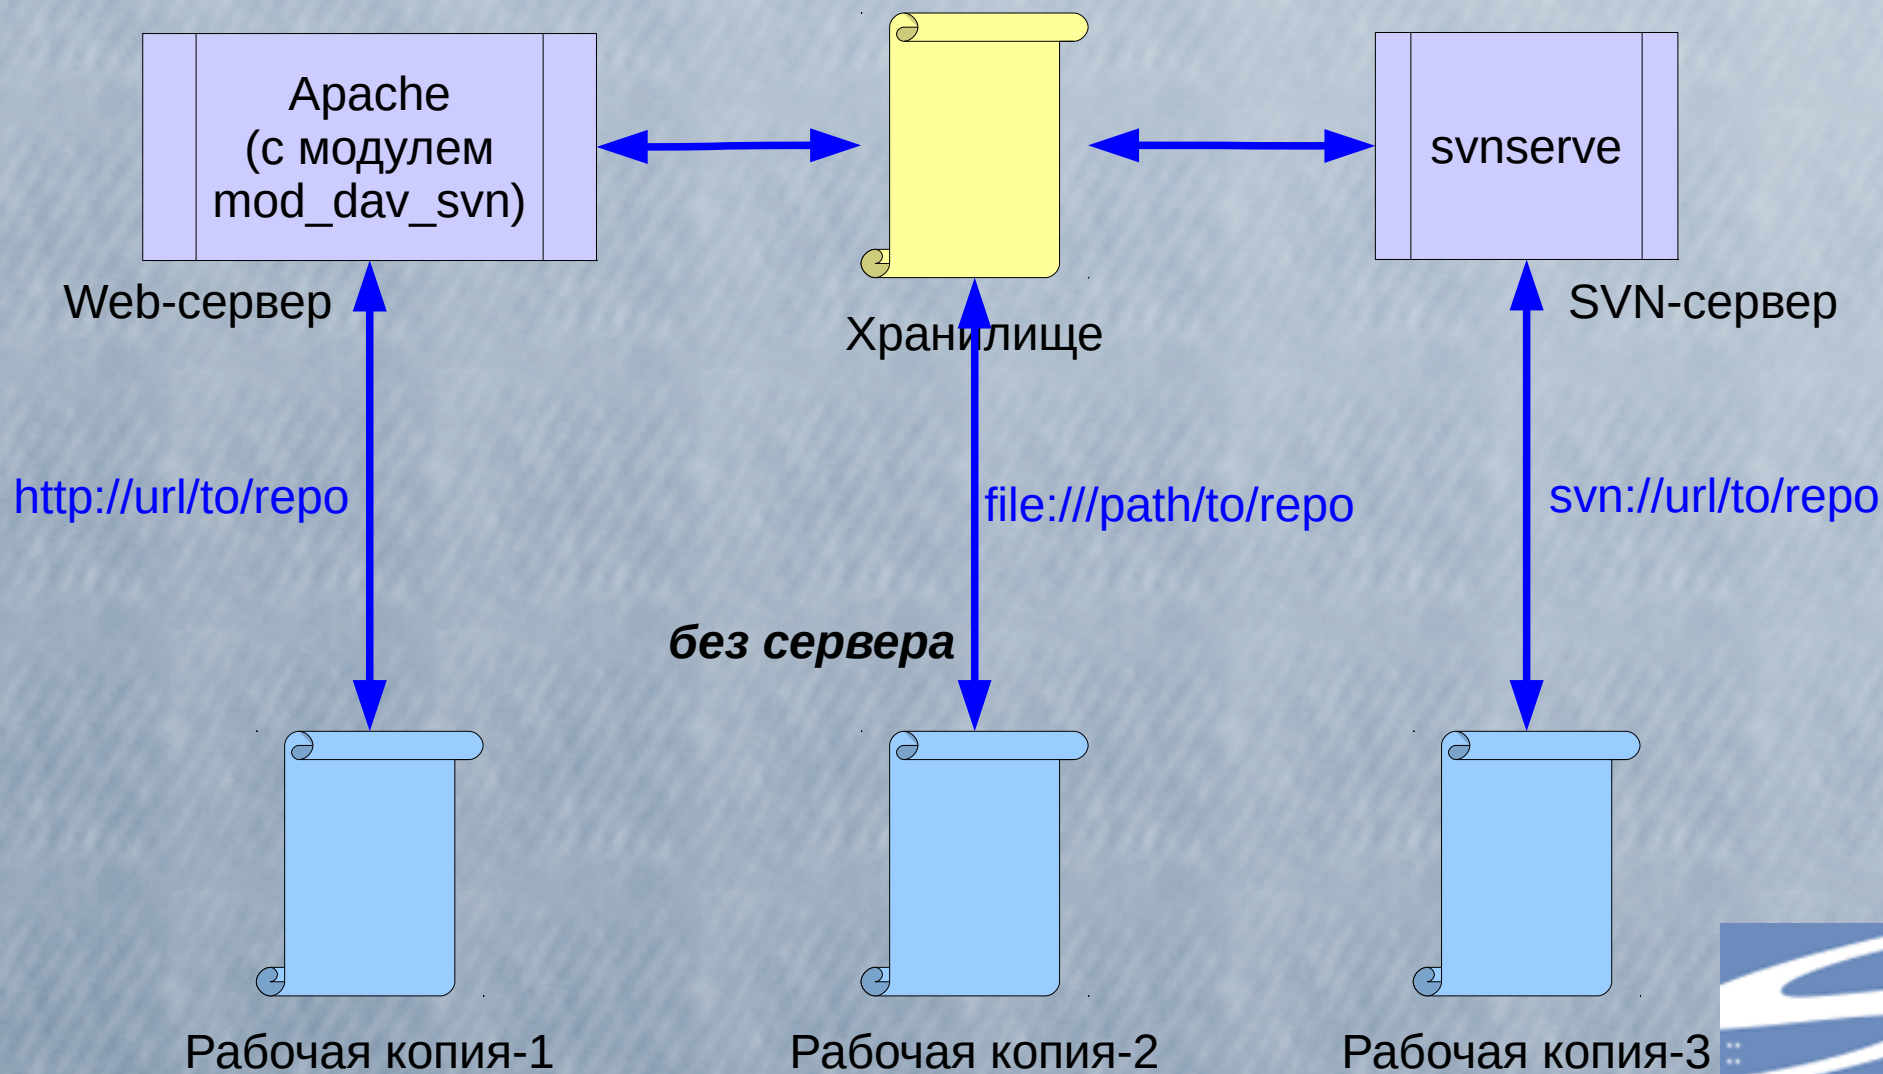 Apache
(с модулем
mod_dav_svn)
svnserve
Web-сервер
Хранилище
SVN-сервер
http://url/to/repo
file:///path/to/repo
svn://url/to/repo
без сервера
Рабочая копия-1
Рабочая копия-2
Рабочая копия-3